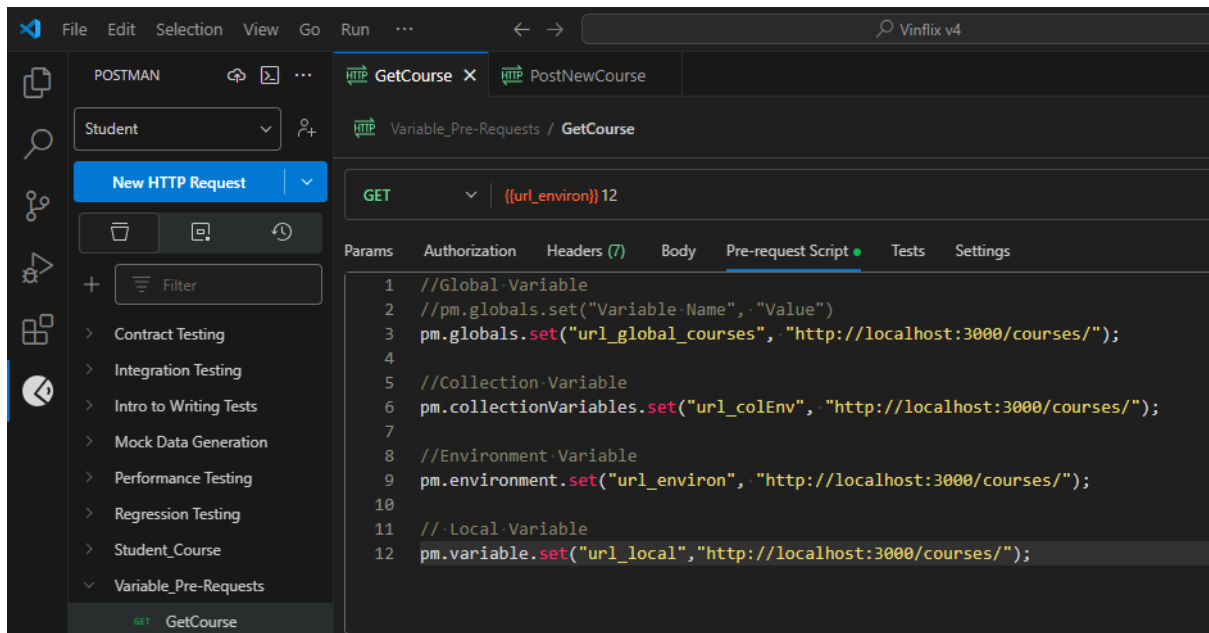 File Edit Selection View Go Run ··· Vinflix v4
POSTMAN ···
GetCourse
PostNewCourse
Student
Variable_Pre-Requests / GetCourse
New HTTP Request
GET {{url_environ}} 12
Params Authorization Headers (7) Body Pre-request Script Tests Settings
Filter
Contract Testing
Integration Testing
Intro to Writing Tests
Mock Data Generation
Performance Testing
Regression Testing
Student_Course
Variable_Pre-Requests
GET GetCourse
1 //Global Variable
2 //pm.globals.set("Variable Name", "Value")
3 pm.globals.set("url_global_courses", "http://localhost:3000/courses/");
4
5 //Collection Variable
6 pm.collectionVariables.set("url_colEnv", "http://localhost:3000/courses/");
7
8 //Environment Variable
9 pm.environment.set("url_environ", "http://localhost:3000/courses/");
10
11 // Local Variable
12 pm.variable.set("url_local","http://localhost:3000/courses/");